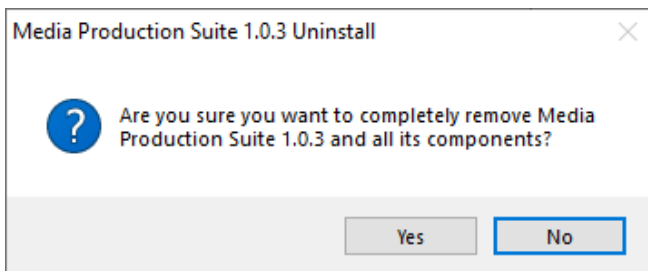 Media Production Suite 1.0.3 Uninstall
Are you sure you want to completely remove Media
Production Suite 1.0.3 and all its components?
Yes
No